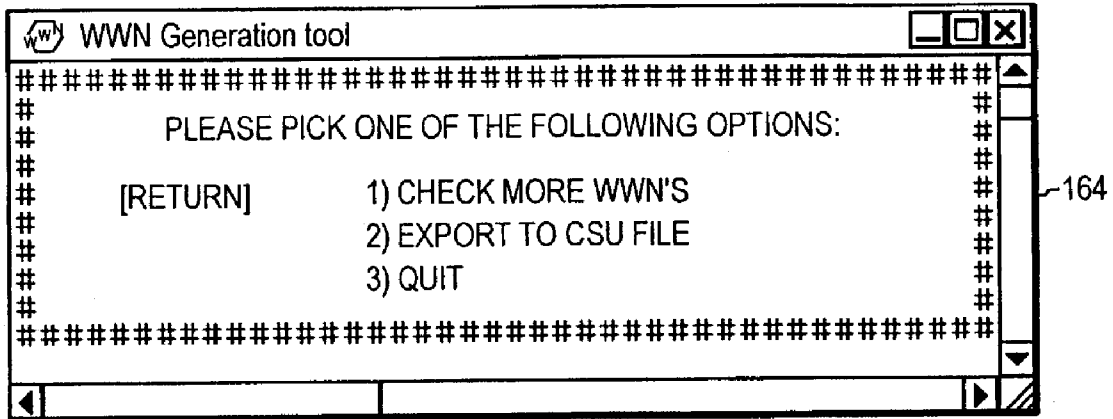 WWN WWN Generation tool
##########################################
# #
# PLEASE PICK ONE OF THE FOLLOWING OPTIONS: #
# #
# [RETURN] 1) CHECK MORE WWN'S #
# 2) EXPORT TO CSU FILE #
# 3) QUIT #
# #
##########################################
164